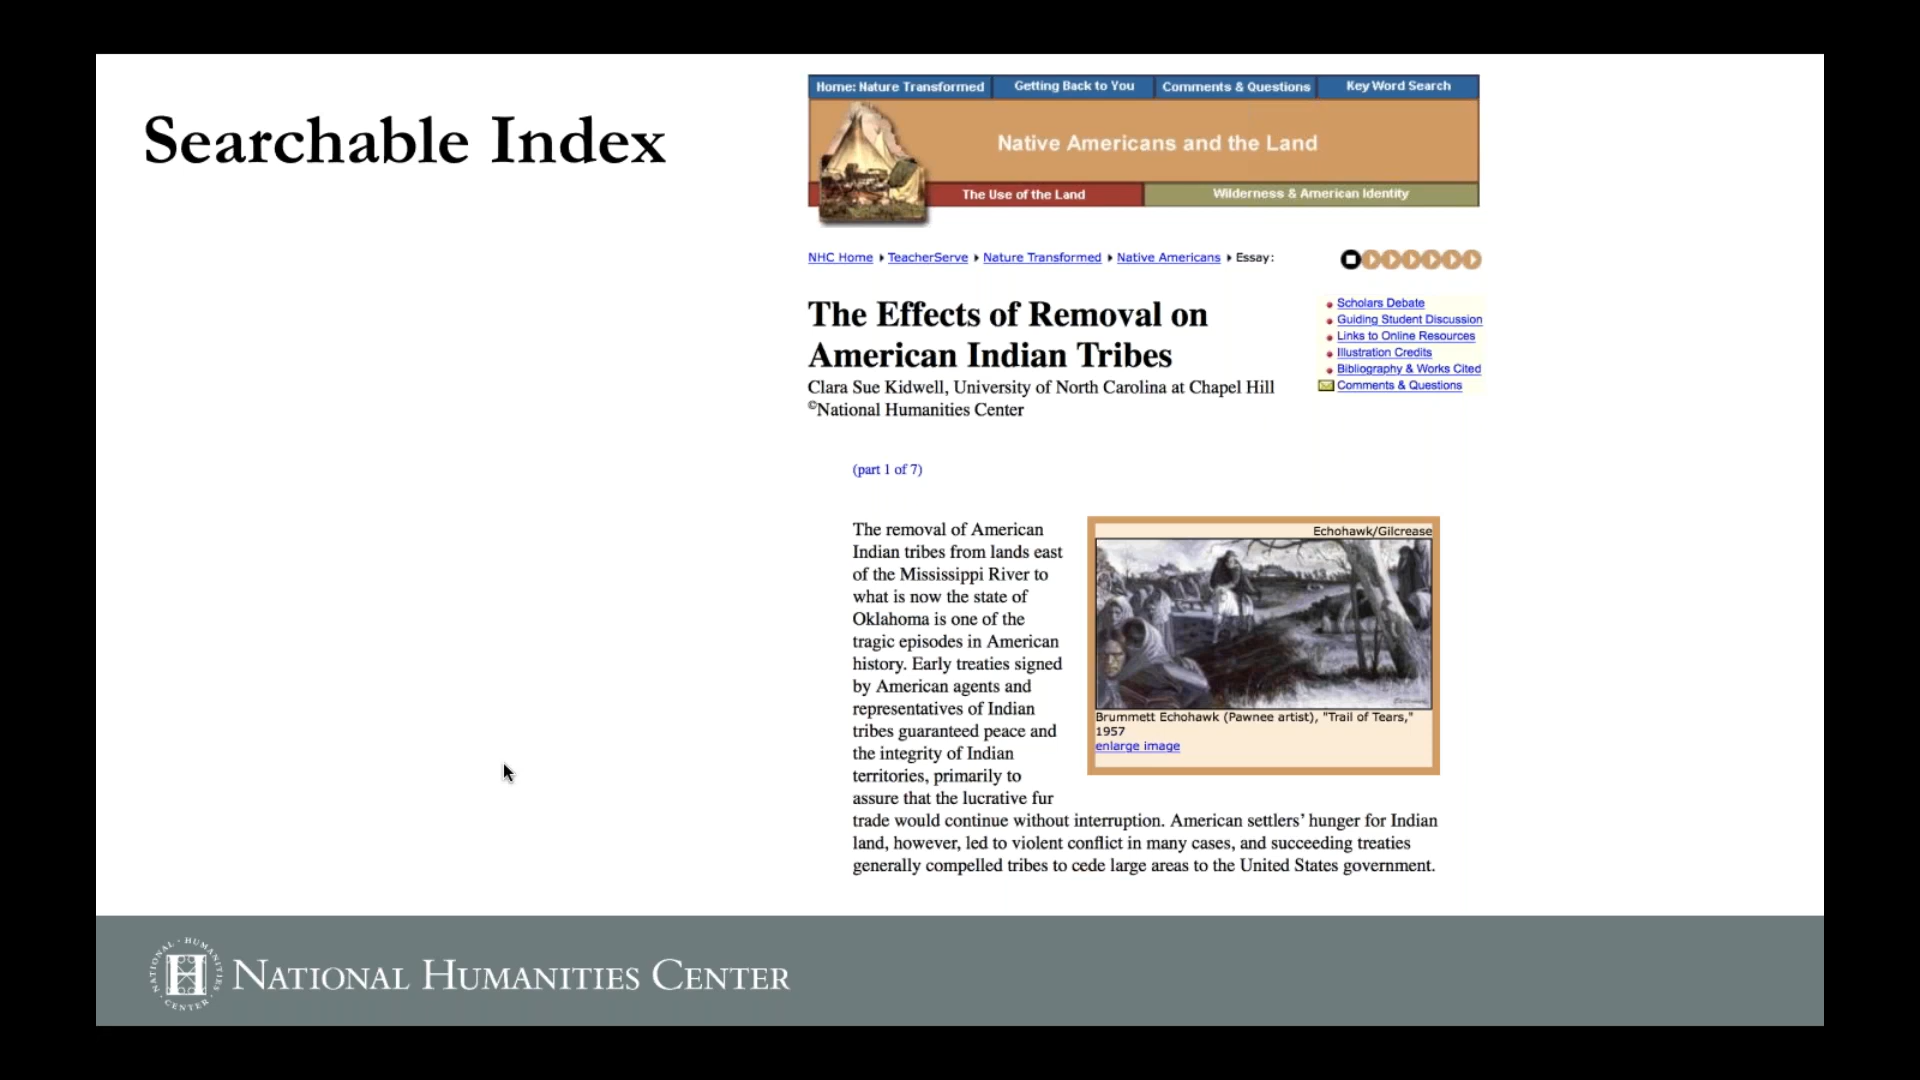 Searchable Index
Home: Nature Transformed
Getting Back to You
Comments & Questions
Key Word Search
Native Americans and the Land
The Use of the Land
Wilderness & American Identity
NHC Home TeacherServe Nature Transformed Native Americans Essay:
The Effects of Removal on
American Indian Tribes
Clara Sue Kidwell, University of North Carolina at Chapel Hill
©National Humanities Center
Scholars Debate
Guiding Student Discussion
Links to Online Resources
Illustration Credits
Bibliography & Works Cited
Comments & Questions
(part 1 of 7)
The removal of American
Indian tribes from lands east
of the Mississippi River to
what is now the state of
Oklahoma is one of the
tragic episodes in American
history. Early treaties signed
by American agents and
representatives of Indian
tribes guaranteed peace and
the integrity of Indian
territories, primarily to
assure that the lucrative fur
trade would continue without interruption. American settlers' hunger for Indian
land, however, led to violent conflict in many cases, and succeeding treaties
generally compelled tribes to cede large areas to the United States government.
Echohawk/Gilcrease
Brummett Echohawk (Pawnee artist), "Trail of Tears,"
1957
enlarge image
NATIONAL · HUMANITIES · CENTER ·
H
NATIONAL HUMANITIES CENTER